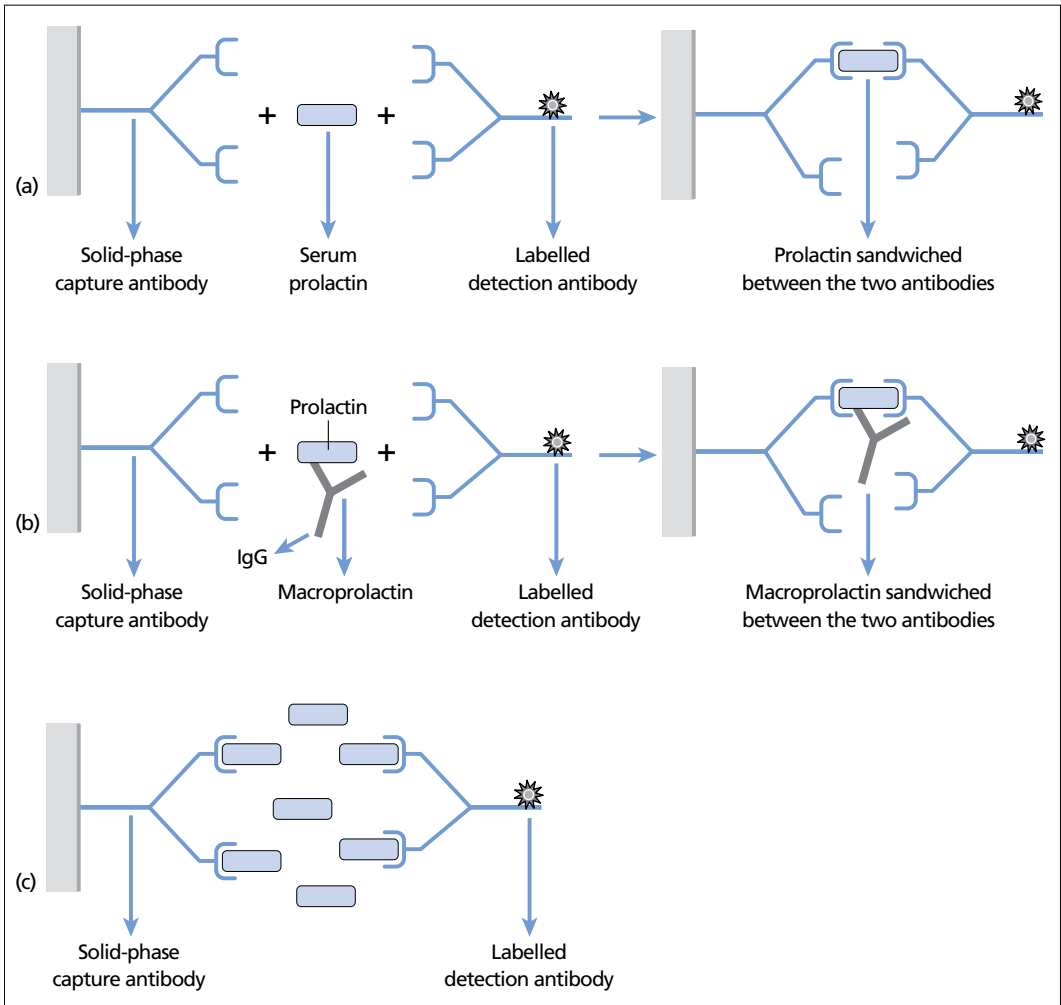 + +
(a)
Solid-phase
capture antibody
Serum
prolactin
Labelled
detection antibody
Prolactin sandwiched
between the two antibodies
Prolactin
+ +
(b)
IgG
Solid-phase
capture antibody
Macroprolactin
Labelled
detection antibody
Macroprolactin sandwiched
between the two antibodies
(c)
Solid-phase
capture antibody
Labelled
detection antibody